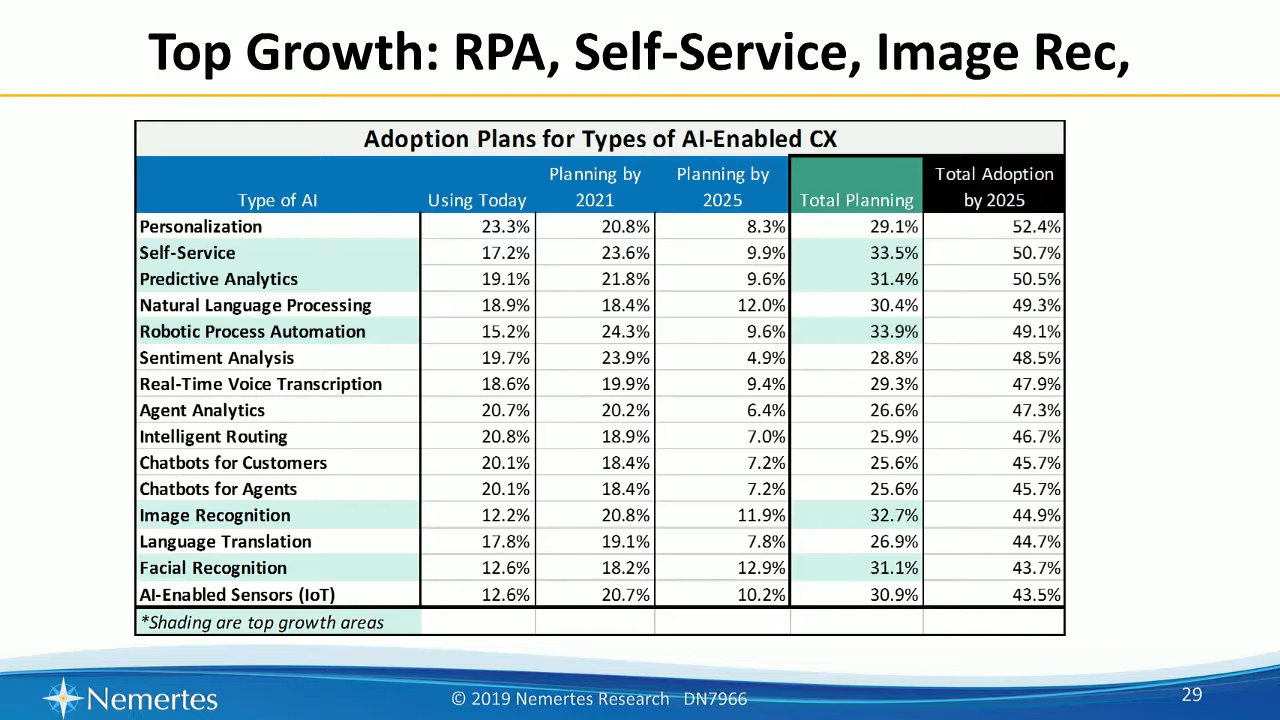 Top Growth: RPA, Self-Service, Image Rec,
Adoption Plans for Types of AI-Enabled CX
Type of AI Using Today Planning by 2021 Planning by 2025 Total Planning Total Adoption by 2025
Personalization 23.3% 20.8% 8.3% 29.1% 52.4%
Self-Service 17.2% 23.6% 9.9% 33.5% 50.7%
Predictive Analytics 19.1% 21.8% 9.6% 31.4% 50.5%
Natural Language Processing 18.9% 18.4% 12.0% 30.4% 49.3%
Robotic Process Automation 15.2% 24.3% 9.6% 33.9% 49.1%
Sentiment Analysis 19.7% 23.9% 4.9% 28.8% 48.5%
Real-Time Voice Transcription 18.6% 19.9% 9.4% 29.3% 47.9%
Agent Analytics 20.7% 20.2% 6.4% 26.6% 47.3%
Intelligent Routing 20.8% 18.9% 7.0% 25.9% 46.7%
Chatbots for Customers 20.1% 18.4% 7.2% 25.6% 45.7%
Chatbots for Agents 20.1% 18.4% 7.2% 25.6% 45.7%
Image Recognition 12.2% 20.8% 11.9% 32.7% 44.9%
Language Translation 17.8% 19.1% 7.8% 26.9% 44.7%
Facial Recognition 12.6% 18.2% 12.9% 31.1% 43.7%
AI-Enabled Sensors (IoT) 12.6% 20.7% 10.2% 30.9% 43.5%
*Shading are top growth areas
Nemertes
© 2019 Nemertes Research DN7966
29